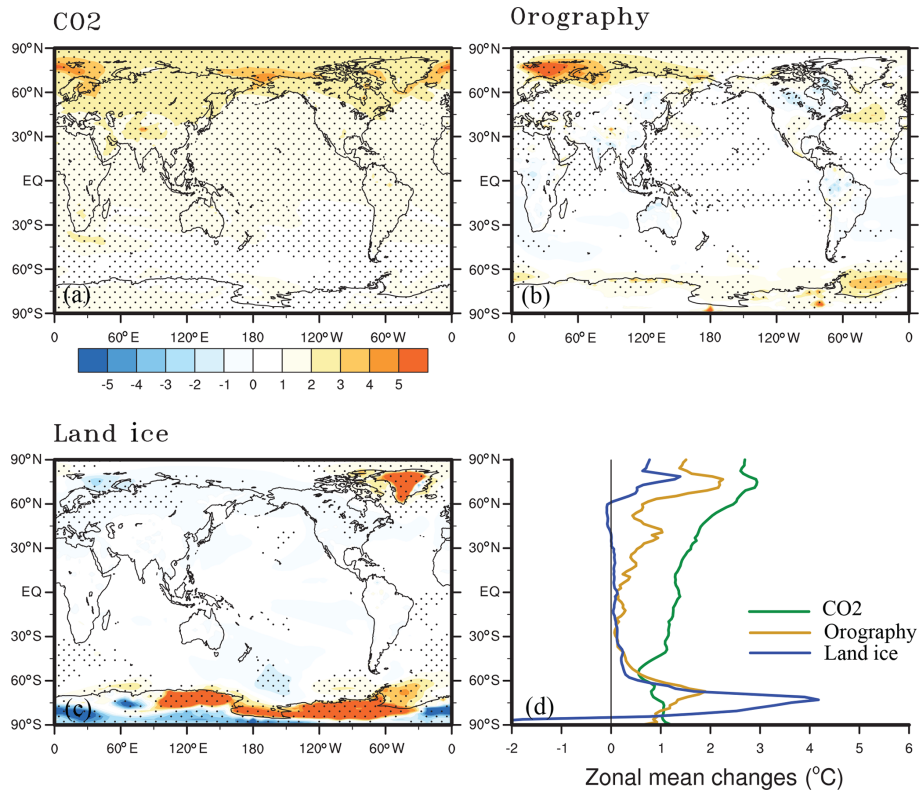 CO2
Orography
90°N
60°N
30°N
EQ
30°S
60°S
90°S
(a)
0 60°E 120°E 180 120°W 60°W 0
90°N
60°N
30°N
EQ
30°S
60°S
90°S
(b)
0 60°E 120°E 180 120°W 60°W 0
-5 -4 -3 -2 -1 0 1 2 3 4 5
Land ice
90°N
60°N
30°N
EQ
30°S
60°S
90°S
(c)
0 60°E 120°E 180 120°W 60°W 0
90°N
60°N
30°N
EQ
30°S
60°S
90°S
CO2
Orography
Land ice
(d)
-2 -1 0 1 2 3 4 5 6
Zonal mean changes (°C)